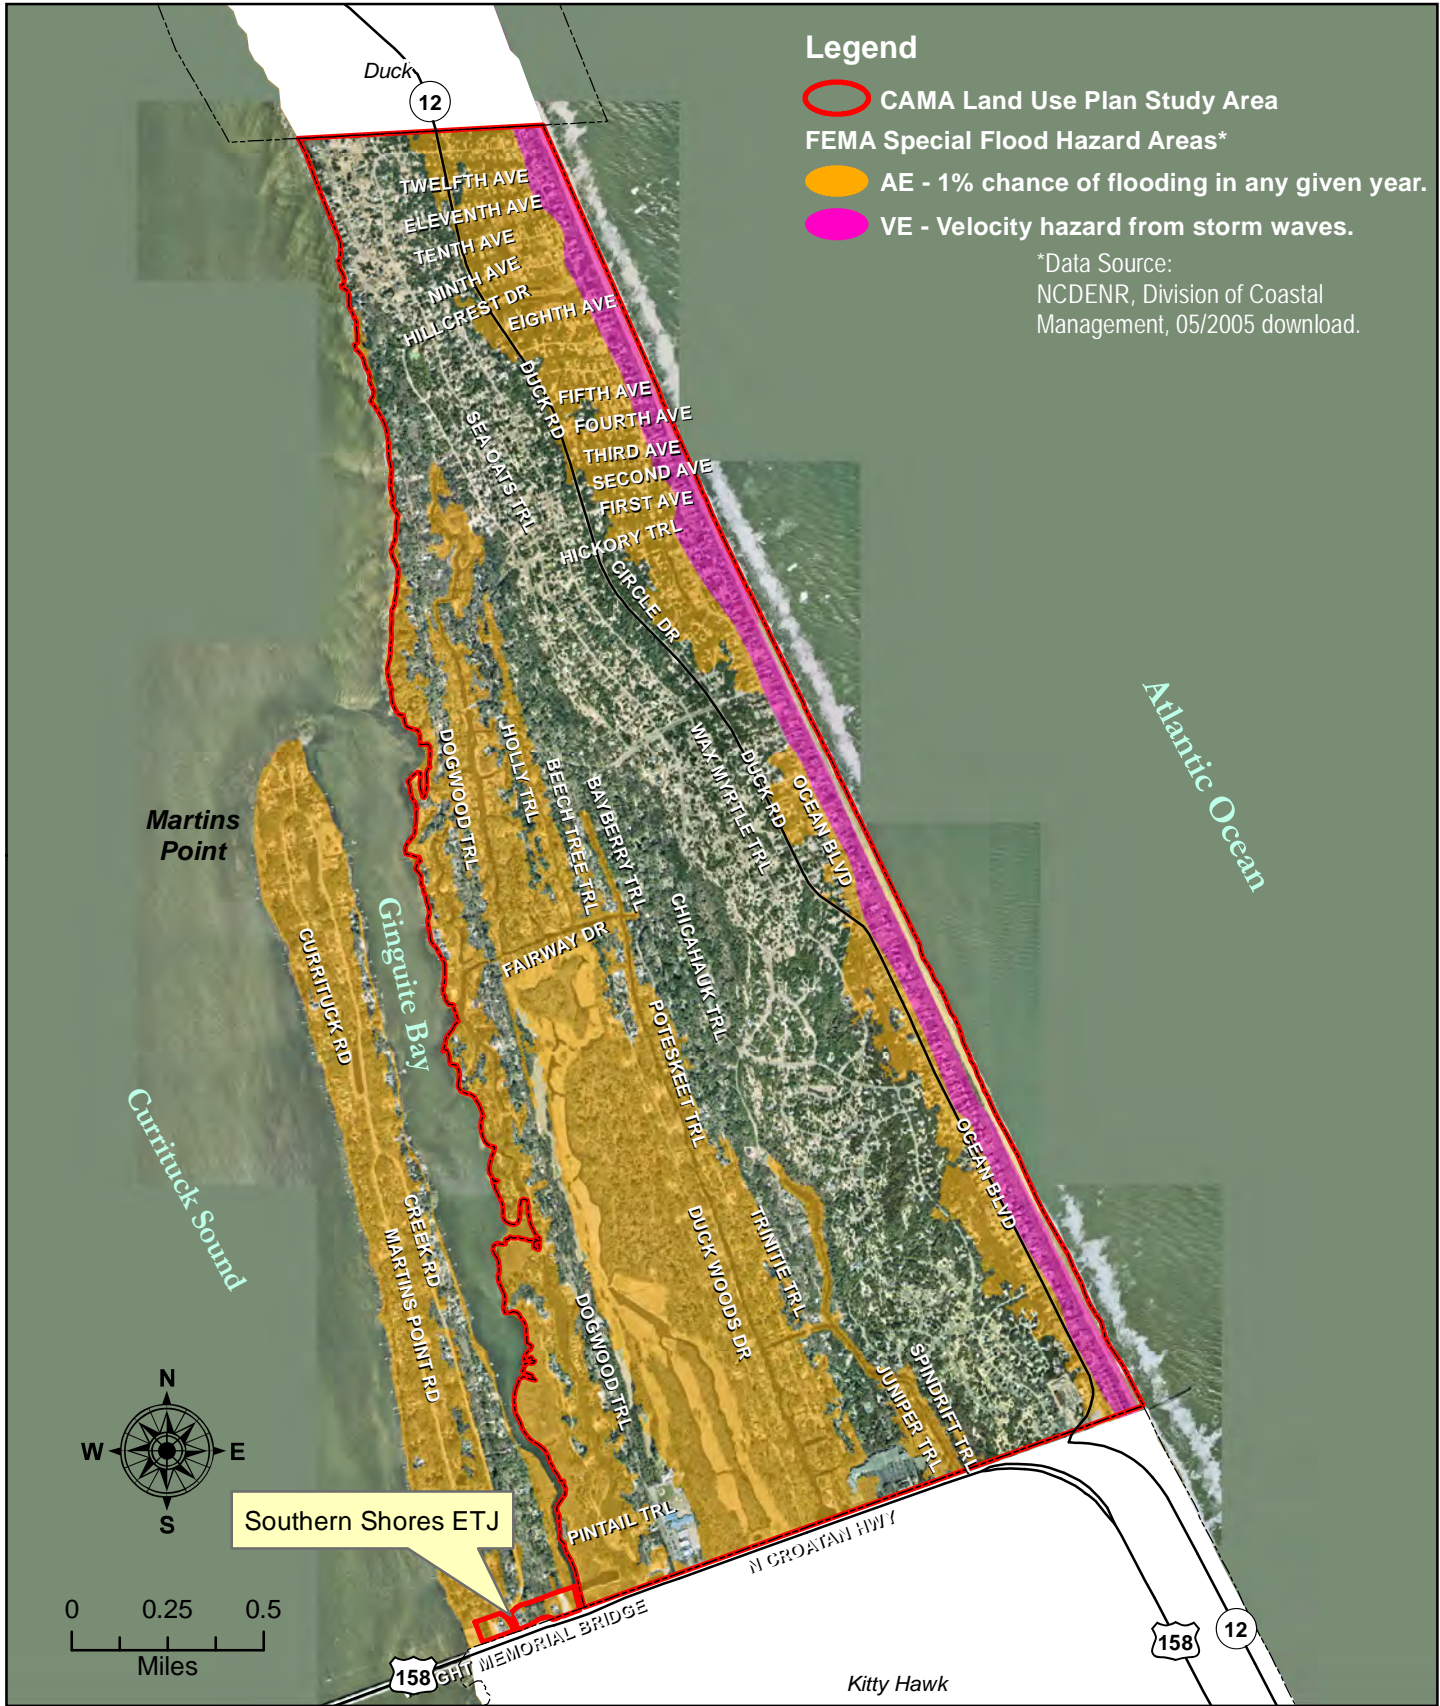 Legend
CAMA Land Use Plan Study Area
FEMA Special Flood Hazard Areas*
AE - 1% chance of flooding in any given year.
VE - Velocity hazard from storm waves.
*Data Source:
NCDENR, Division of Coastal
Management, 05/2005 download.
Duck
12
TWELFTH AVE
ELEVENTH AVE
TENTH AVE
NINTH AVE
HILLCREST DR
EIGHTH AVE
DUCK RD
FIFTH AVE
FOURTH AVE
THIRD AVE
SECOND AVE
FIRST AVE
HICKORY TRL
SEA OATS TRL
CIRCLE DR
DOGWOOD TRL
HOLLY TRL
BEECH TREE TRL
BAYBERRY TRL
WAX MYRTLE TRL
DUCK RD
OCEAN BLVD
Atlantic Ocean
Martins
Point
Ginguite Bay
CURRITUCK RD
FAIRWAY DR
CHICAHAUK TRL
POTESKEET TRL
Currituck Sound
CREEK RD
MARTINS POINT RD
DOGWOOD TRL
DUCK WOODS DR
TRINITIE TRL
OCEAN BLVD
JUNIPER TRL
SPINDRIFT TRL
N
W
E
S
Southern Shores ETJ
PINTAIL TRL
N CROATAN HWY
0 0.25 0.5
Miles
158
GHT MEMORIAL BRIDGE
158
12
Kitty Hawk